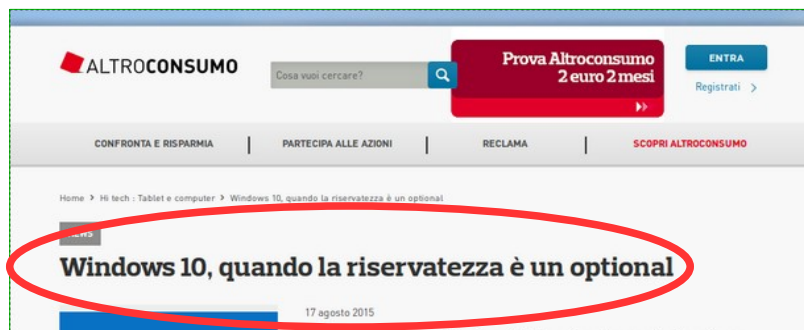 ALTROCONSUMO
Cosa vuoi cercare?
Prova Altroconsumo
2 euro 2 mesi
ENTRA
Registrati >
CONFRONTA E RISPARMIA | PARTECIPA ALLE AZIONI | RECLAMA | SCOPRI ALTROCONSUMO
Home > Hi tech : Tablet e computer > Windows 10, quando la riservatezza è un optional
NEWS
Windows 10, quando la riservatezza è un optional
17 agosto 2015